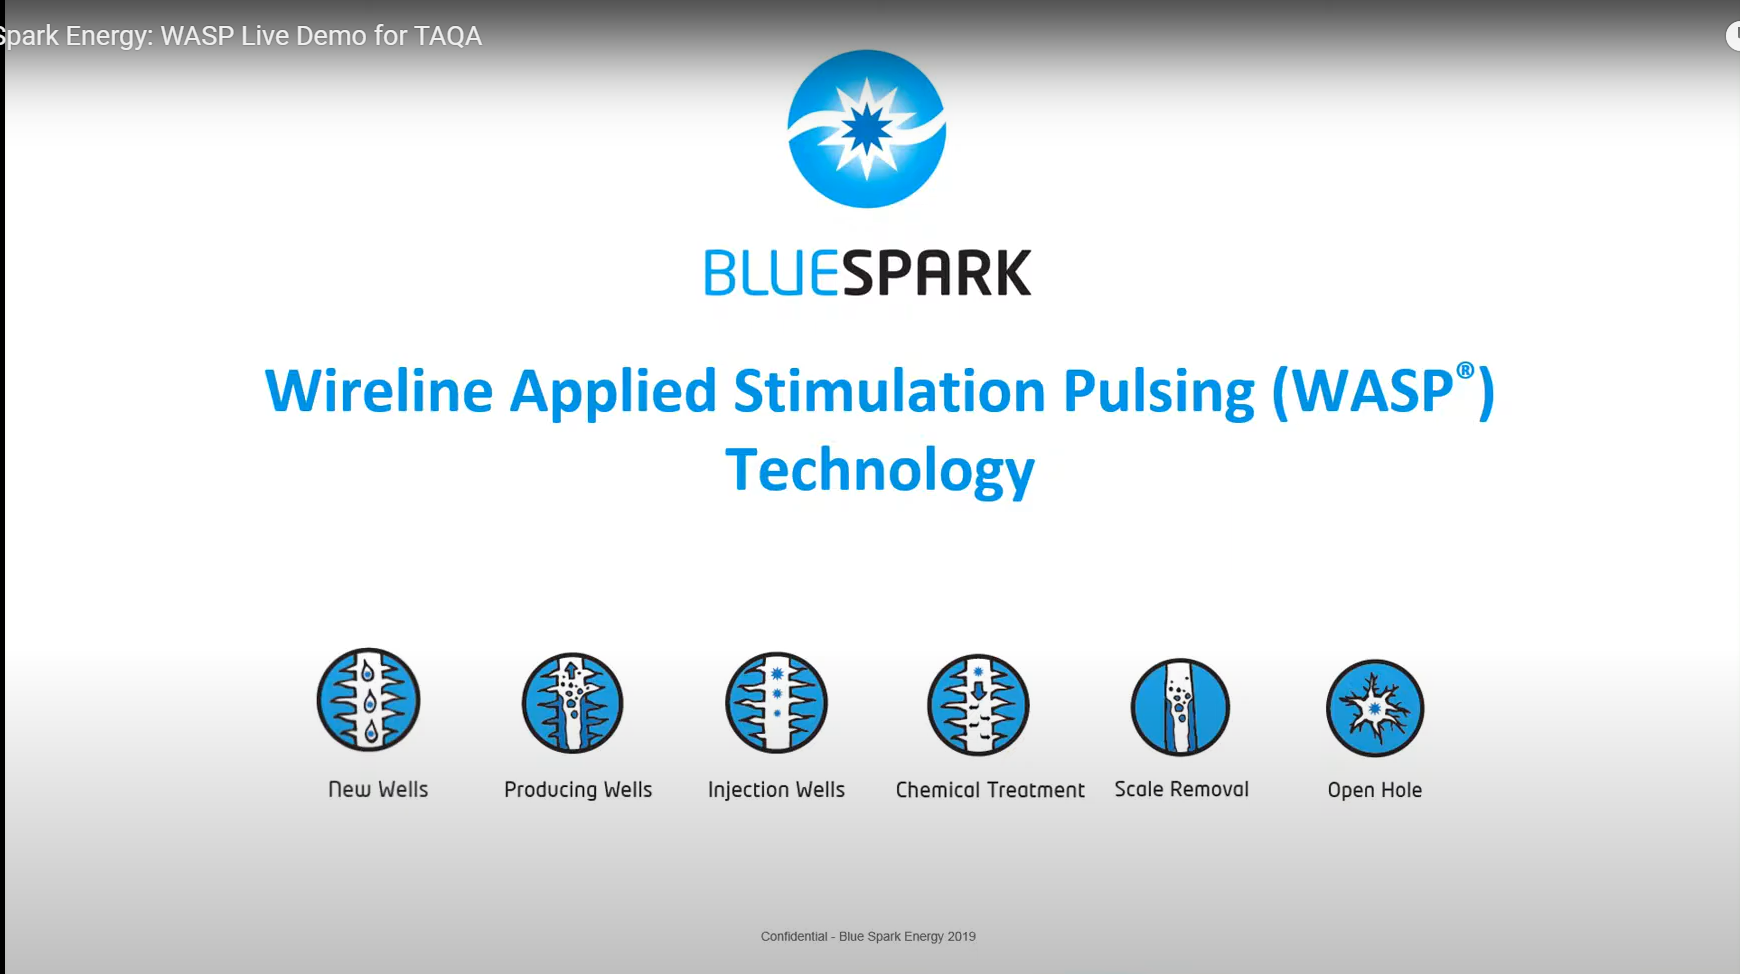 Spark Energy: WASP Live Demo for TAQA
BLUESPARK
Wireline Applied Stimulation Pulsing (WASP®)
Technology
New Wells
Producing Wells
Injection Wells
Chemical Treatment
Scale Removal
Open Hole
Confidential - Blue Spark Energy 2019